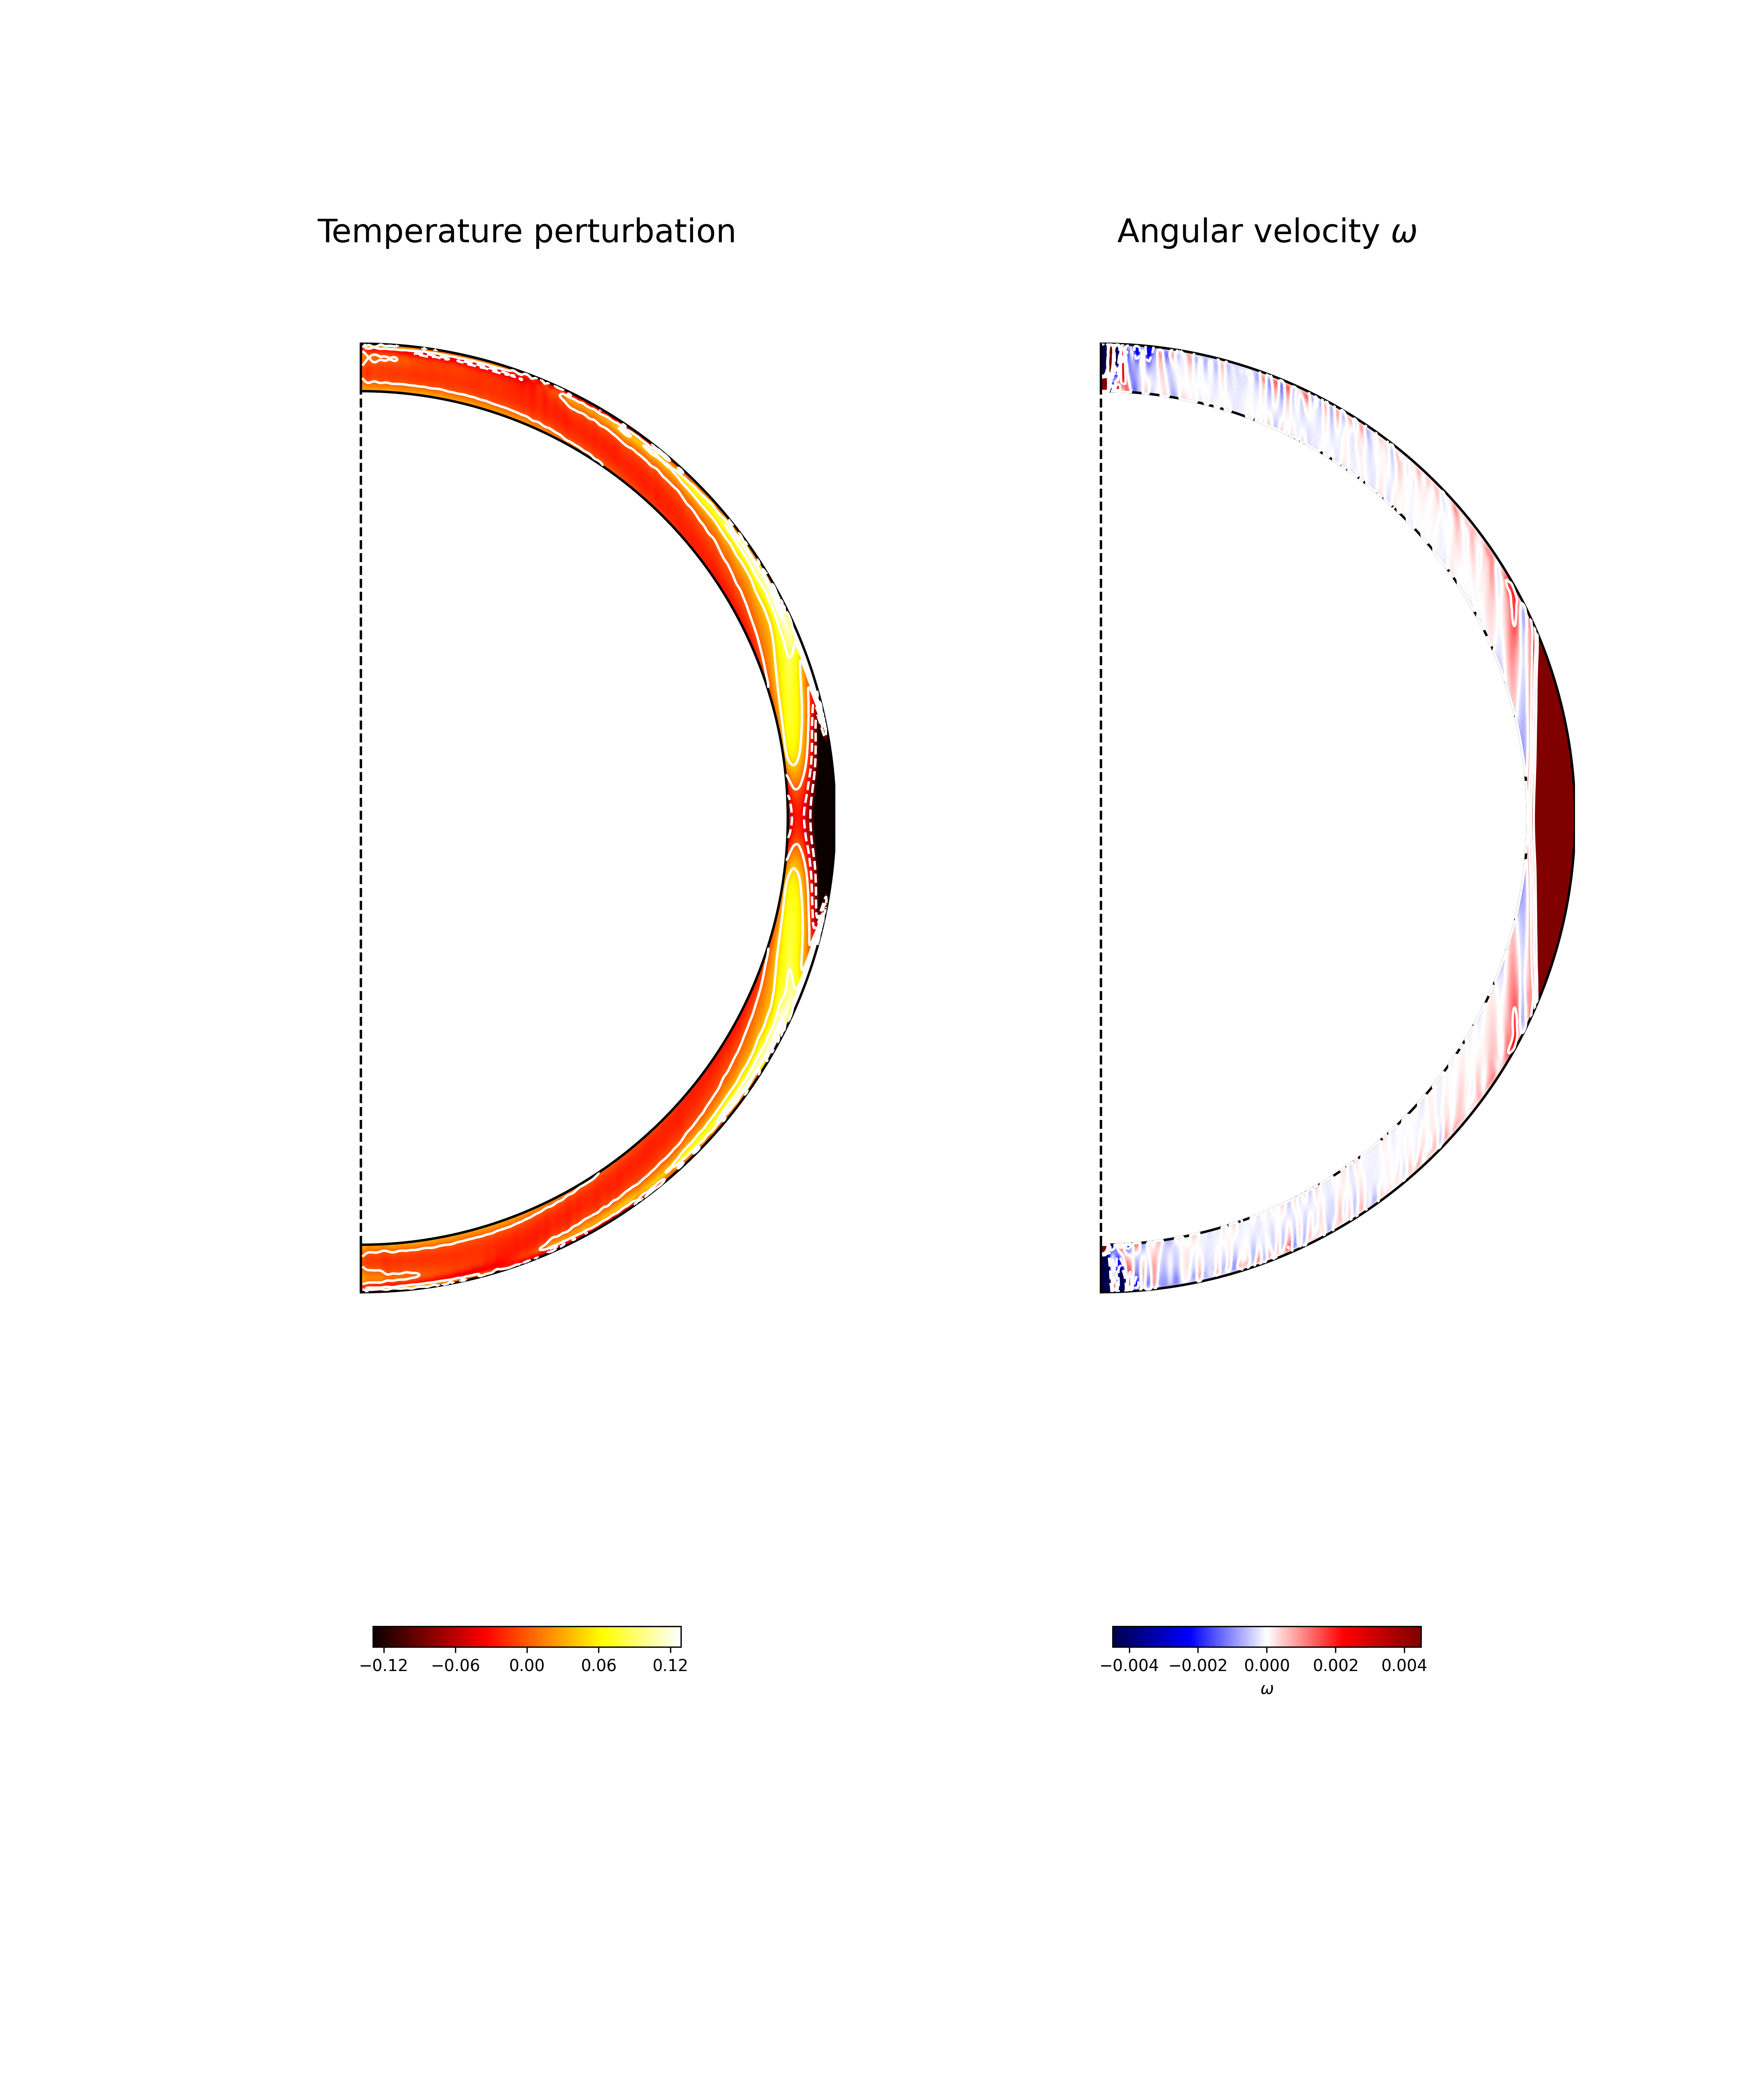 Temperature perturbation
Angular velocity ω
−0.12 −0.06 0.00 0.06 0.12
−0.004 −0.002 0.000 0.002 0.004
ω